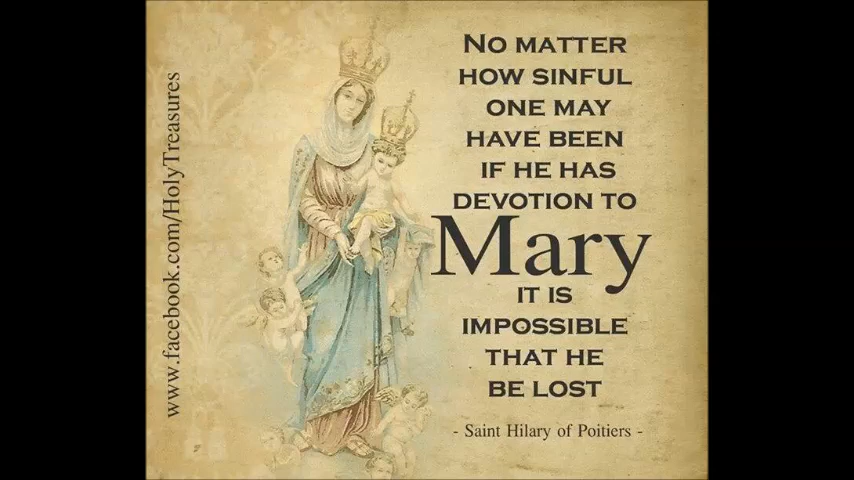 www.facebook.com/HolyTreasures
NO MATTER
HOW SINFUL
ONE MAY
HAVE BEEN
IF HE HAS
DEVOTION TO
Mary
IT IS
IMPOSSIBLE
THAT HE
BE LOST
- Saint Hilary of Poitiers -